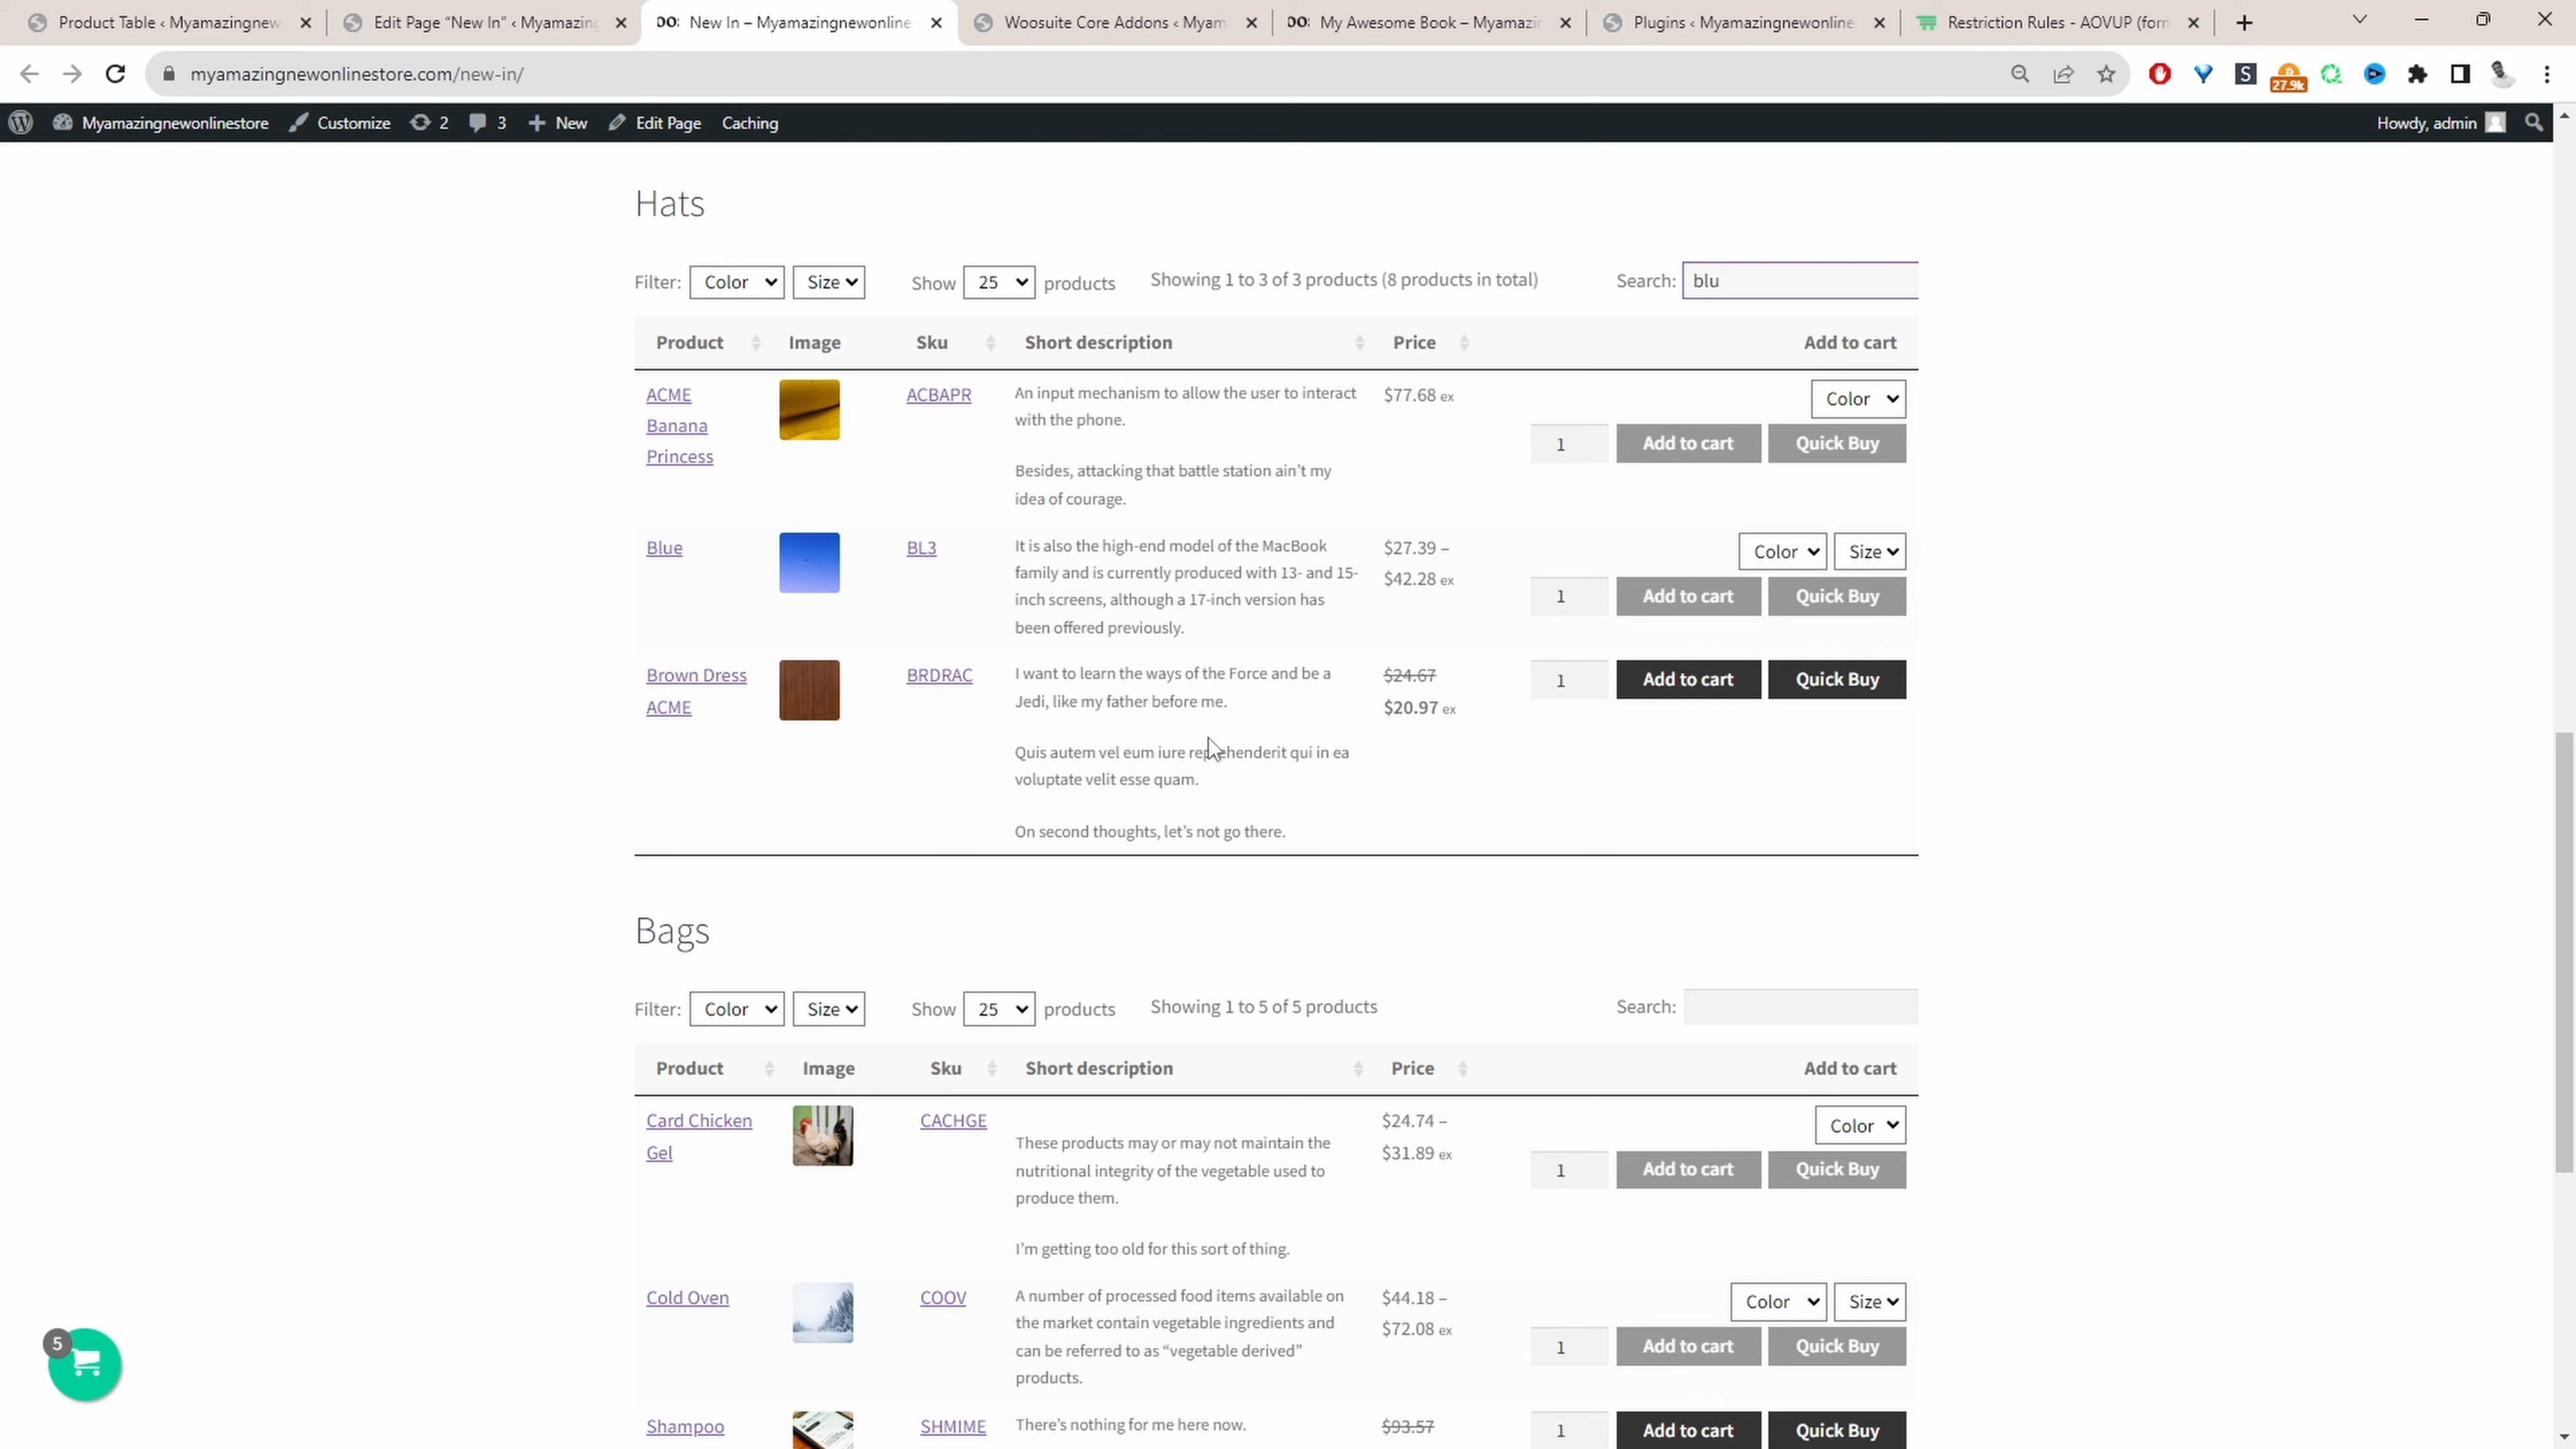 Product Table ‹ Myamazingnew
Edit Page "New In" ‹ Myamazing
New In – Myamazingnewonline
Woosuite Core Addons ‹ Myam
My Awesome Book – Myamazin
Plugins ‹ Myamazingnewonline
Restriction Rules - AOVUP (form
myamazingnewonlinestore.com/new-in/
27.9k
Myamazingnewonlinestore Customize 2 3 New Edit Page Caching Howdy, admin
Hats
Filter: Color Size Show 25 products Showing 1 to 3 of 3 products (8 products in total) Search: blu
Product Image Sku Short description Price Add to cart
ACME Banana Princess
ACBAPR
An input mechanism to allow the user to interact
with the phone.
Besides, attacking that battle station ain't my
idea of courage.
$77.68 ex
Color
1 Add to cart Quick Buy
Blue
BL3
It is also the high-end model of the MacBook
family and is currently produced with 13- and 15-
inch screens, although a 17-inch version has
been offered previously.
$27.39 –
$42.28 ex
Color Size
1 Add to cart Quick Buy
Brown Dress
ACME
BRDRAC
I want to learn the ways of the Force and be a
Jedi, like my father before me.
Quis autem vel eum iure reprehenderit qui in ea
voluptate velit esse quam.
On second thoughts, let's not go there.
$24.67
$20.97 ex
1 Add to cart Quick Buy
Bags
Filter: Color Size Show 25 products Showing 1 to 5 of 5 products Search:
Product Image Sku Short description Price Add to cart
Card Chicken
Gel
CACHGE
These products may or may not maintain the
nutritional integrity of the vegetable used to
produce them.
I'm getting too old for this sort of thing.
$24.74 –
$31.89 ex
Color
1 Add to cart Quick Buy
Cold Oven
COOV
A number of processed food items available on
the market contain vegetable ingredients and
can be referred to as "vegetable derived"
products.
$44.18 –
$72.08 ex
Color Size
1 Add to cart Quick Buy
5
Shampoo
SHMIME
There's nothing for me here now.
$93.57
1 Add to cart Quick Buy